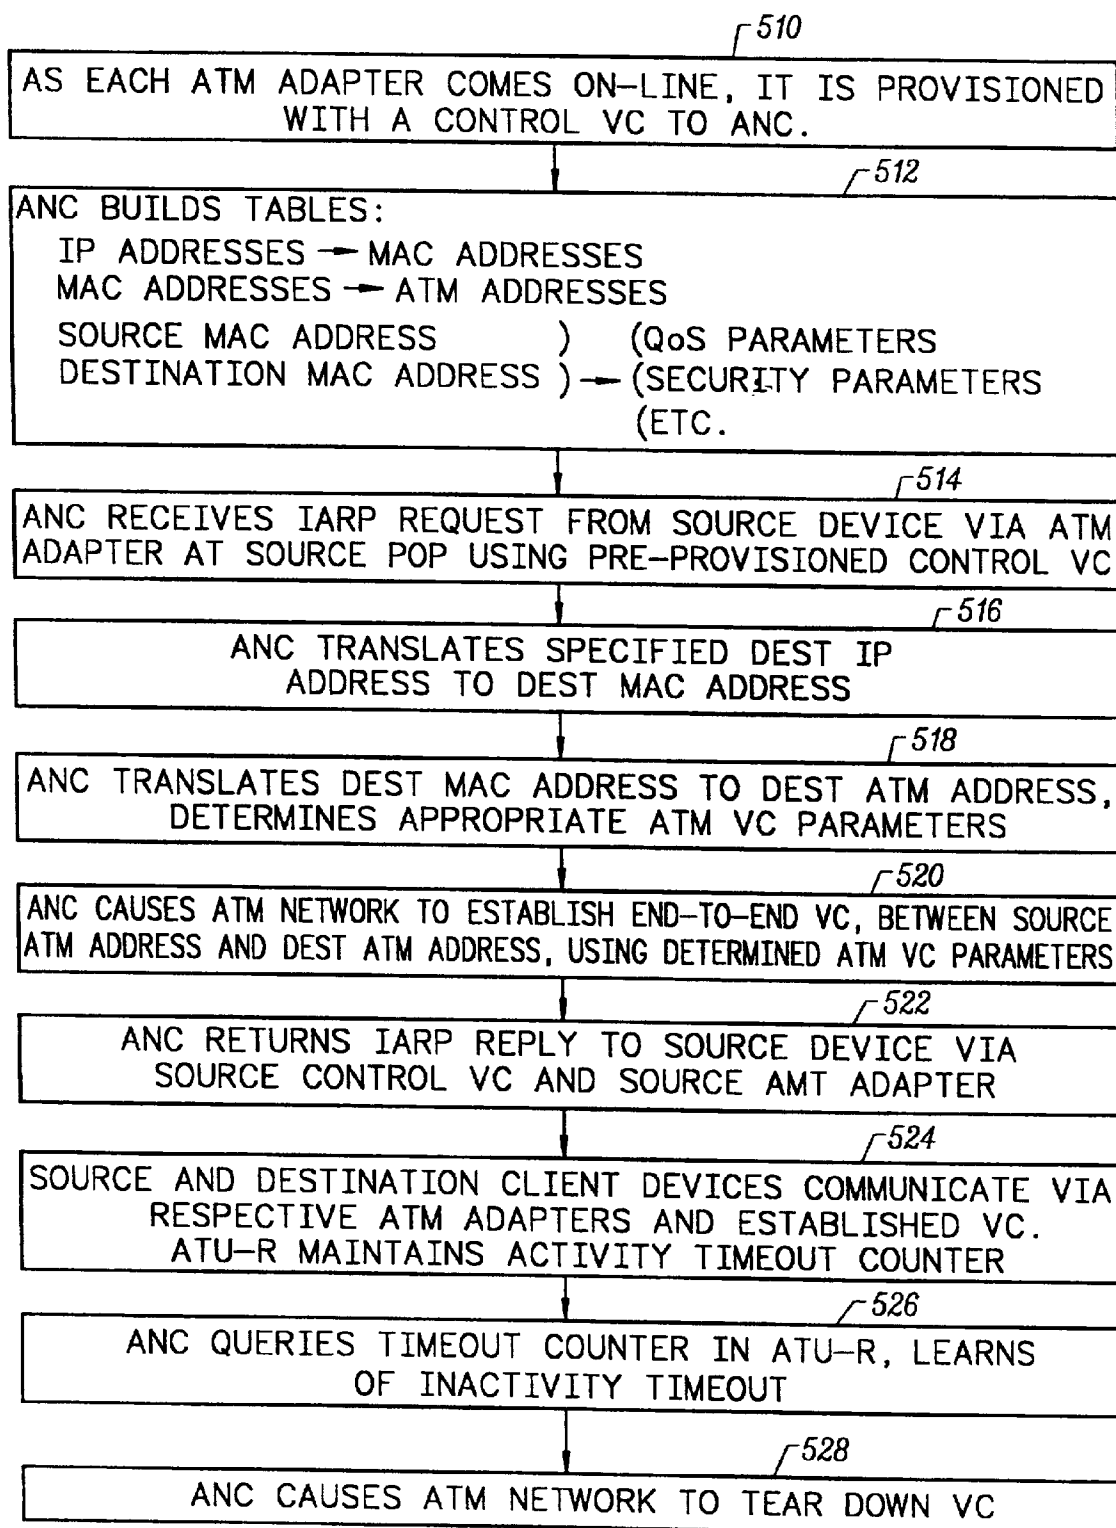 510
AS EACH ATM ADAPTER COMES ON-LINE, IT IS PROVISIONED
WITH A CONTROL VC TO ANC.
512
ANC BUILDS TABLES:
IP ADDRESSES → MAC ADDRESSES
MAC ADDRESSES → ATM ADDRESSES
SOURCE MAC ADDRESS ) (QoS PARAMETERS
DESTINATION MAC ADDRESS ) → (SECURITY PARAMETERS
(ETC.
514
ANC RECEIVES IARP REQUEST FROM SOURCE DEVICE VIA ATM
ADAPTER AT SOURCE POP USING PRE-PROVISIONED CONTROL VC
516
ANC TRANSLATES SPECIFIED DEST IP
ADDRESS TO DEST MAC ADDRESS
518
ANC TRANSLATES DEST MAC ADDRESS TO DEST ATM ADDRESS,
DETERMINES APPROPRIATE ATM VC PARAMETERS
520
ANC CAUSES ATM NETWORK TO ESTABLISH END-TO-END VC, BETWEEN SOURCE
ATM ADDRESS AND DEST ATM ADDRESS, USING DETERMINED ATM VC PARAMETERS
522
ANC RETURNS IARP REPLY TO SOURCE DEVICE VIA
SOURCE CONTROL VC AND SOURCE AMT ADAPTER
524
SOURCE AND DESTINATION CLIENT DEVICES COMMUNICATE VIA
RESPECTIVE ATM ADAPTERS AND ESTABLISHED VC.
ATU-R MAINTAINS ACTIVITY TIMEOUT COUNTER
526
ANC QUERIES TIMEOUT COUNTER IN ATU-R, LEARNS
OF INACTIVITY TIMEOUT
528
ANC CAUSES ATM NETWORK TO TEAR DOWN VC